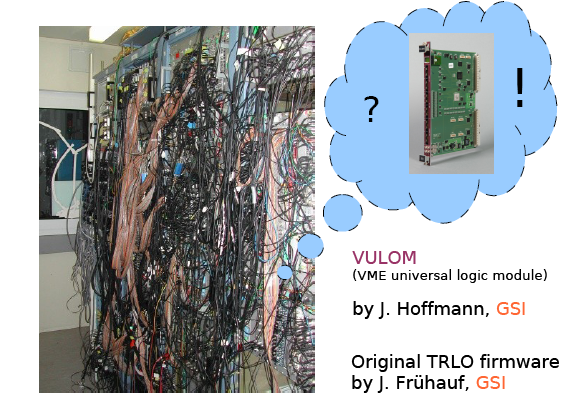 ?
!
VULOM
(VME universal logic module)
by J. Hoffmann, GSI
Original TRLO firmware
by J. Frühauf, GSI